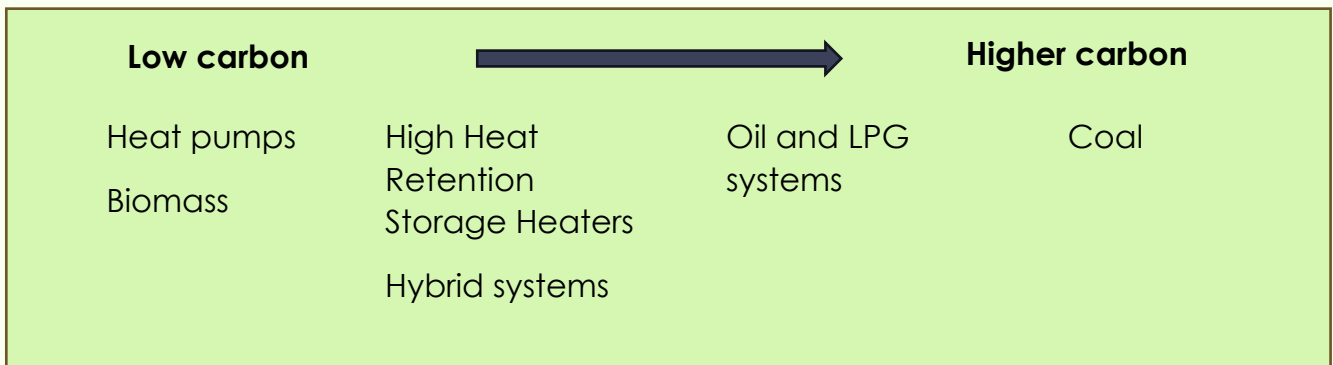 Low carbon
Higher carbon
Heat pumps
Biomass
High Heat
Retention
Storage Heaters
Hybrid systems
Oil and LPG
systems
Coal